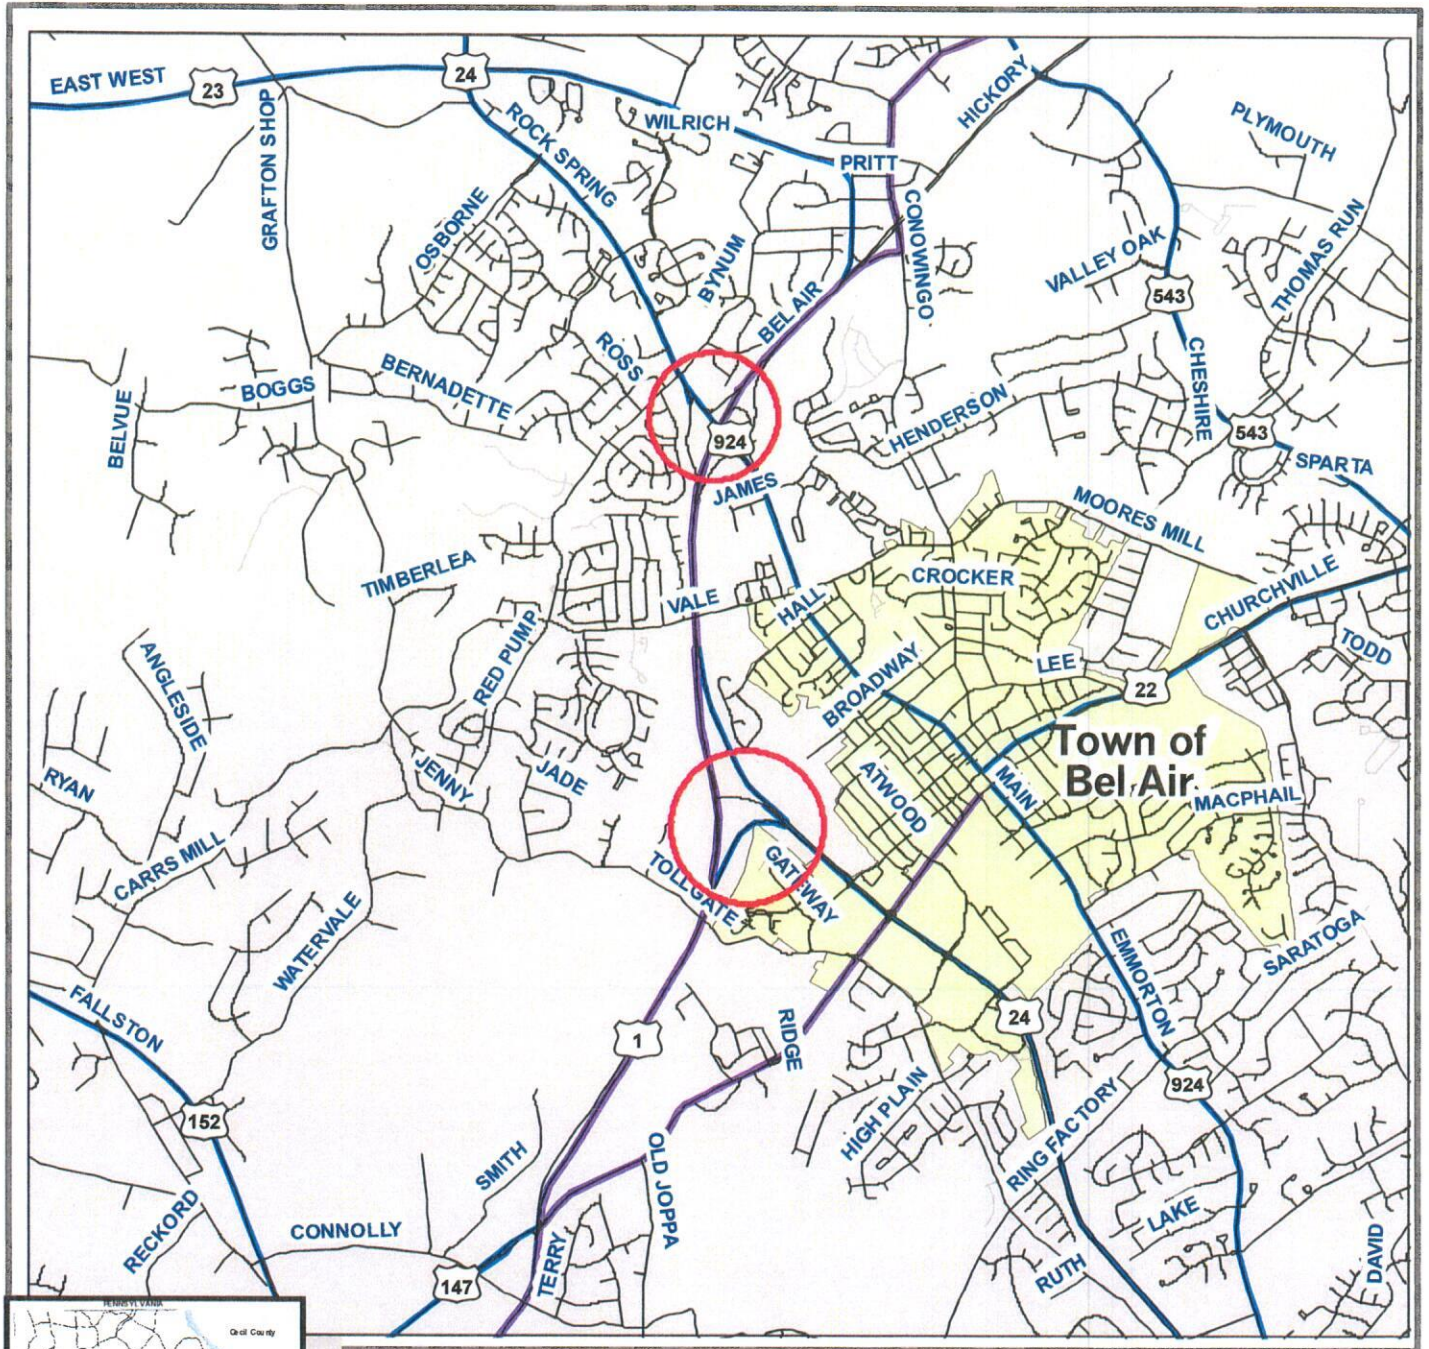 EAST WEST
23
24
GRAFTON SHOP
ROCK SPRING
WILRICH
PRITT
HICKORY
PLYMOUTH
OSBORNE
BYNUM
CONOWINGO
VALLEY OAK
THOMAS RUN
BEL AIR
543
ROSS
BOGGS
BERNADETTE
BELVUE
HENDERSON
CHESHIRE
543
SPARTA
924
JAMES
MOORES MILL
TIMBERLEA
CROCKER
VALE
HALL
CHURCHVILLE
TODD
ANGLESIDE
RED PUMP
BROADWAY
LEE
22
Town of
Bel Air
RYAN
JENNY
JADE
ATWOOD
MAIN
MACPHAIL
CARRS MILL
TOLLGATE
GATEWAY
WATERVALE
EMMORTON
SARATOGA
FALLSTON
1
RIDGE
24
152
HIGH PLAIN
RING FACTORY
924
SMITH
OLD JOPPA
RECKORD
CONNOLLY
TERRY
147
LAKE
RUTH
DAVID
PENNSYLVANIA
Cecil County